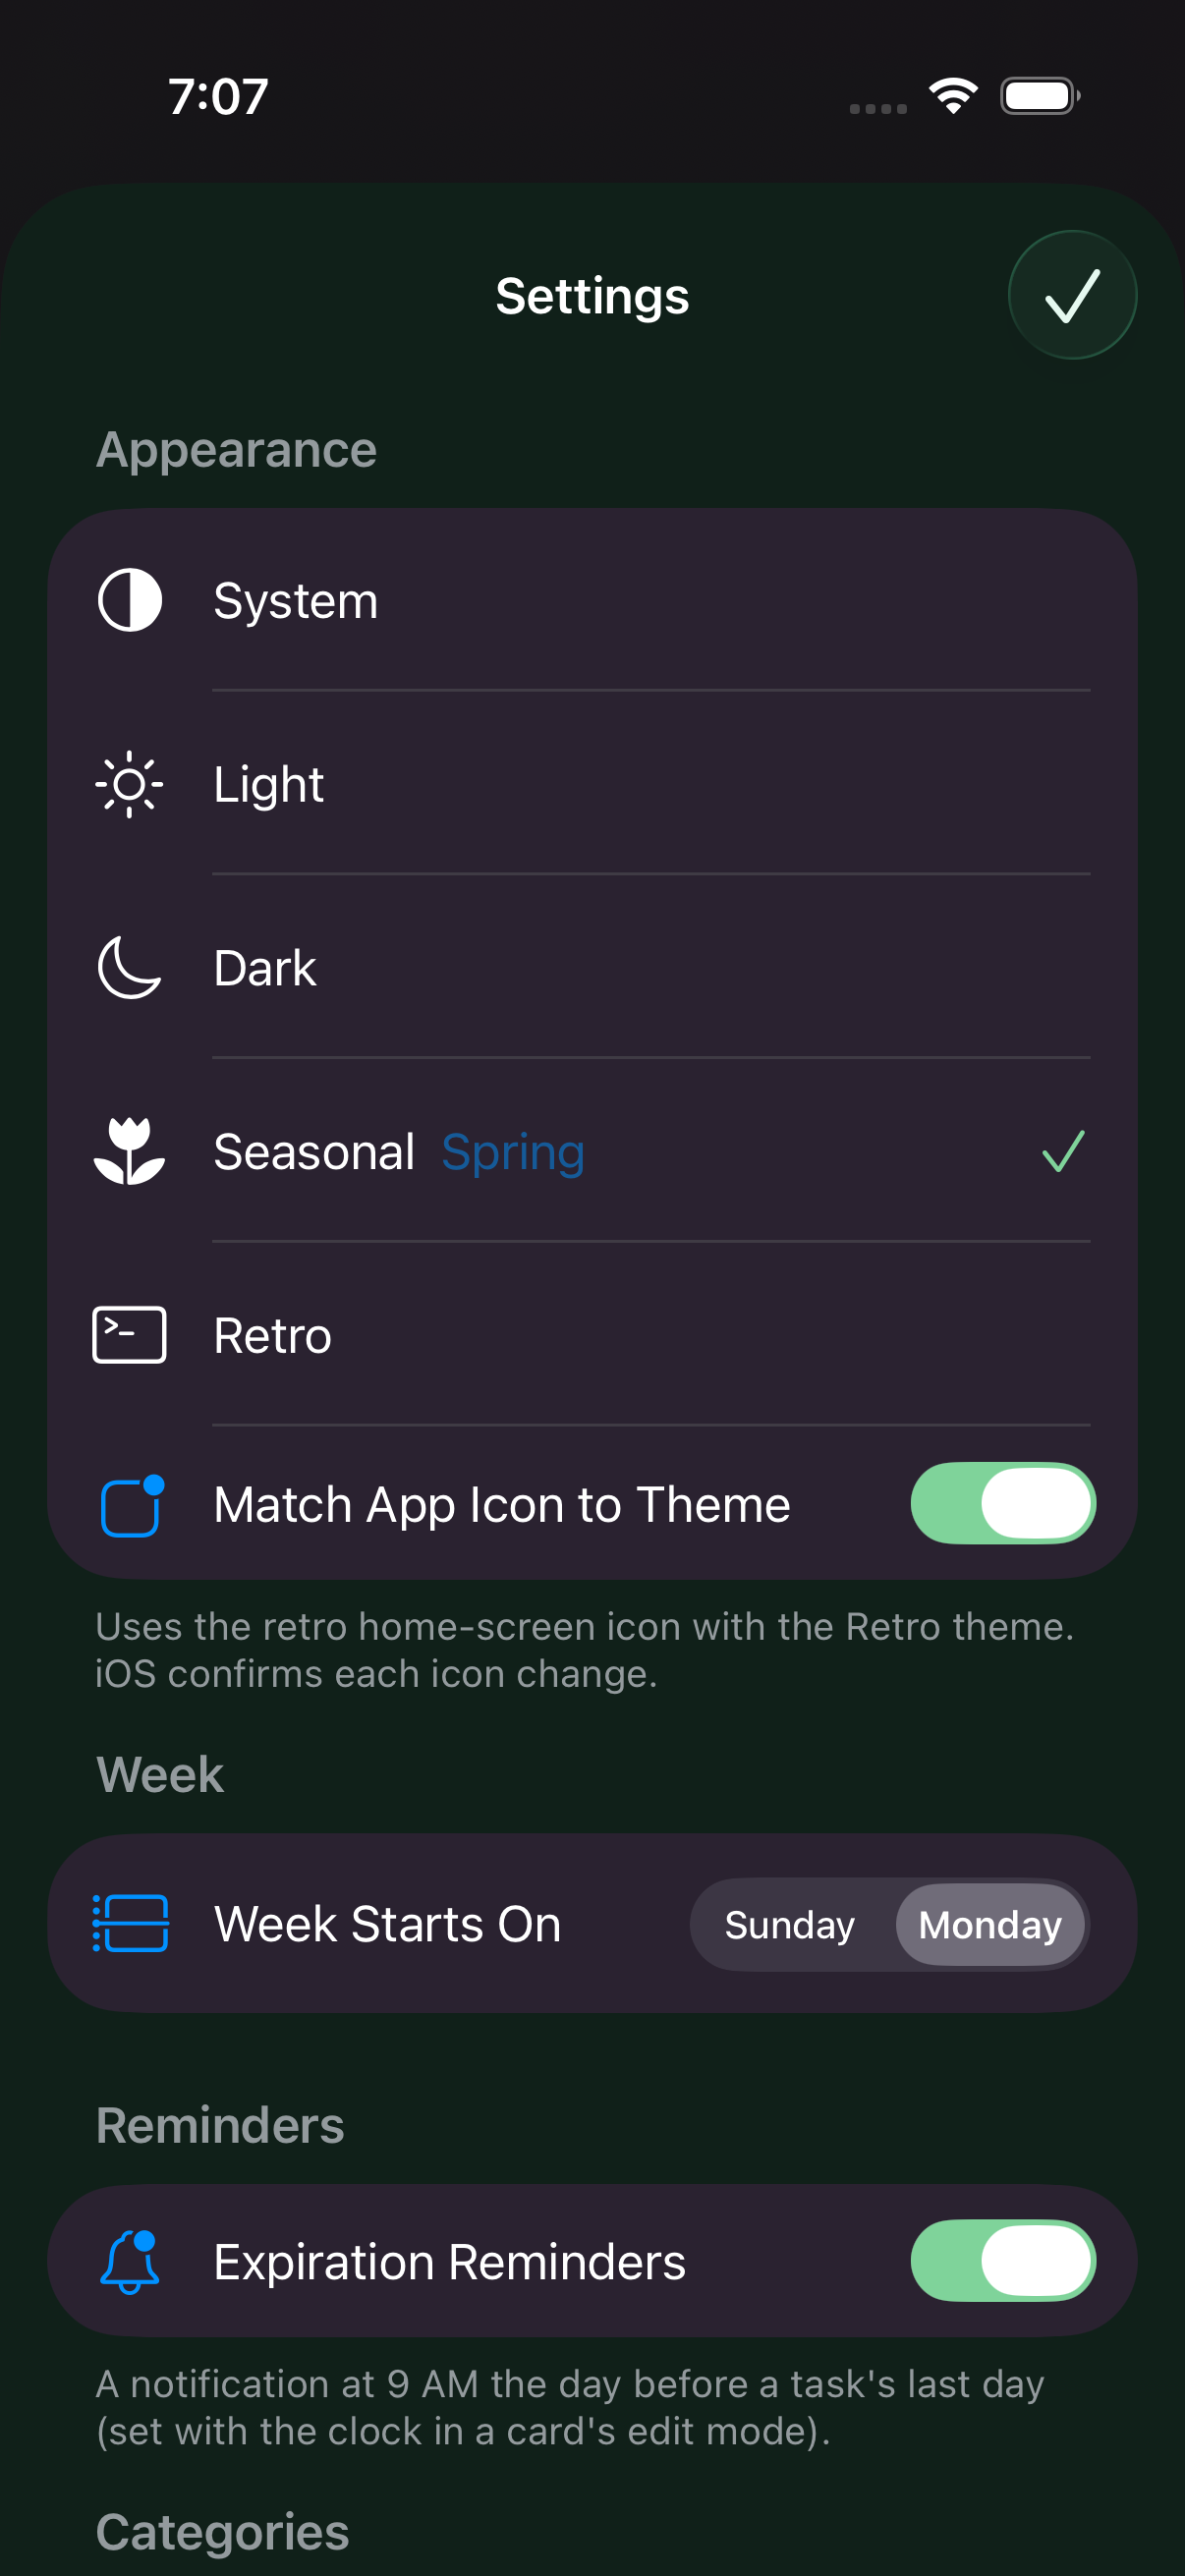 7:07
Settings
Appearance
System
Light
Dark
Seasonal Spring
Retro
Match App Icon to Theme
Uses the retro home-screen icon with the Retro theme.
iOS confirms each icon change.
Week
Week Starts On Sunday Monday
Reminders
Expiration Reminders
A notification at 9 AM the day before a task's last day
(set with the clock in a card's edit mode).
Categories